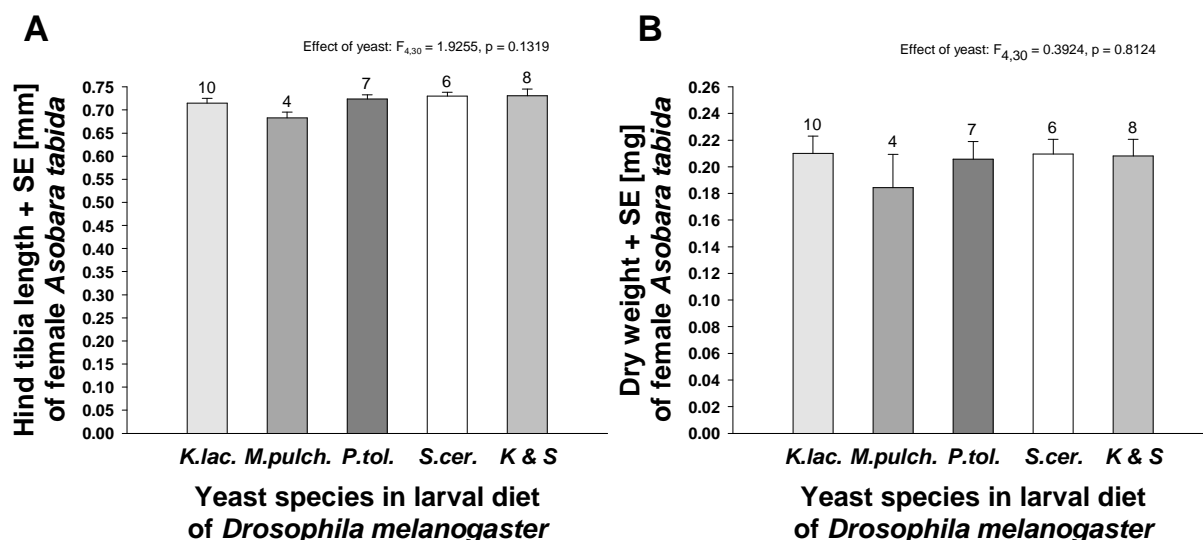 A
Effect of yeast: F4,30 = 1.9255, p = 0.1319
Hind tibia length + SE [mm]
of female Asobara tabida
0.75
0.70
0.65
0.60
0.55
0.50
0.45
0.40
0.35
0.30
0.25
0.20
0.15
0.10
0.05
0.00
10
4
7
6
8
K.lac. M.pulch. P.tol. S.cer. K & S
Yeast species in larval diet
of Drosophila melanogaster
B
Effect of yeast: F4,30 = 0.3924, p = 0.8124
Dry weight + SE [mg]
of female Asobara tabida
0.26
0.24
0.22
0.20
0.18
0.16
0.14
0.12
0.10
0.08
0.06
0.04
0.02
0.00
10
4
7
6
8
K.lac. M.pulch. P.tol. S.cer. K & S
Yeast species in larval diet
of Drosophila melanogaster